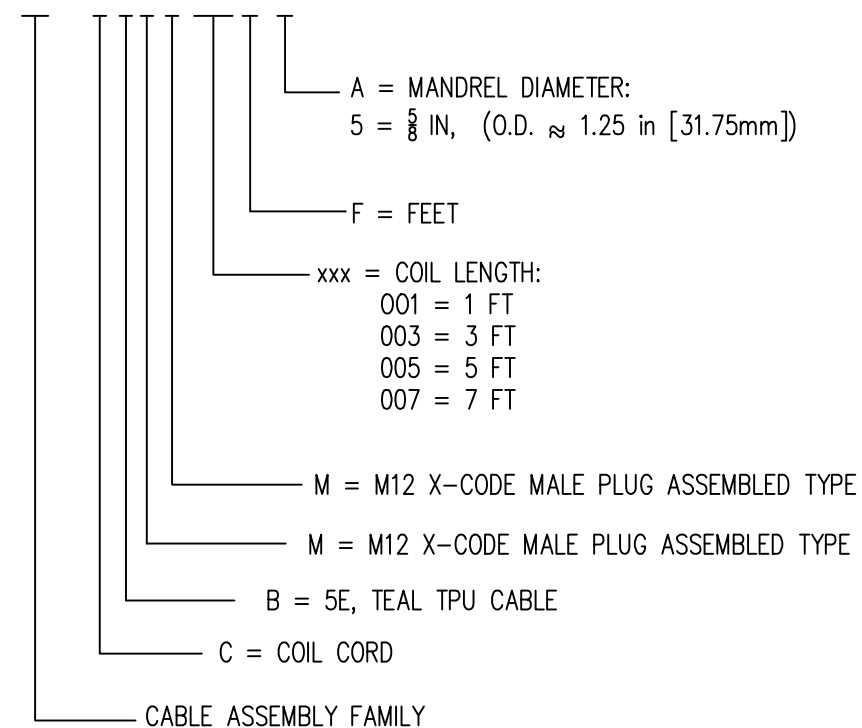 A = MANDREL DIAMETER:
5 = 5/8 IN, (O.D. ≈ 1.25 in [31.75mm])
F = FEET
xxx = COIL LENGTH:
001 = 1 FT
003 = 3 FT
005 = 5 FT
007 = 7 FT
M = M12 X-CODE MALE PLUG ASSEMBLED TYPE
M = M12 X-CODE MALE PLUG ASSEMBLED TYPE
B = 5E, TEAL TPU CABLE
C = COIL CORD
CABLE ASSEMBLY FAMILY